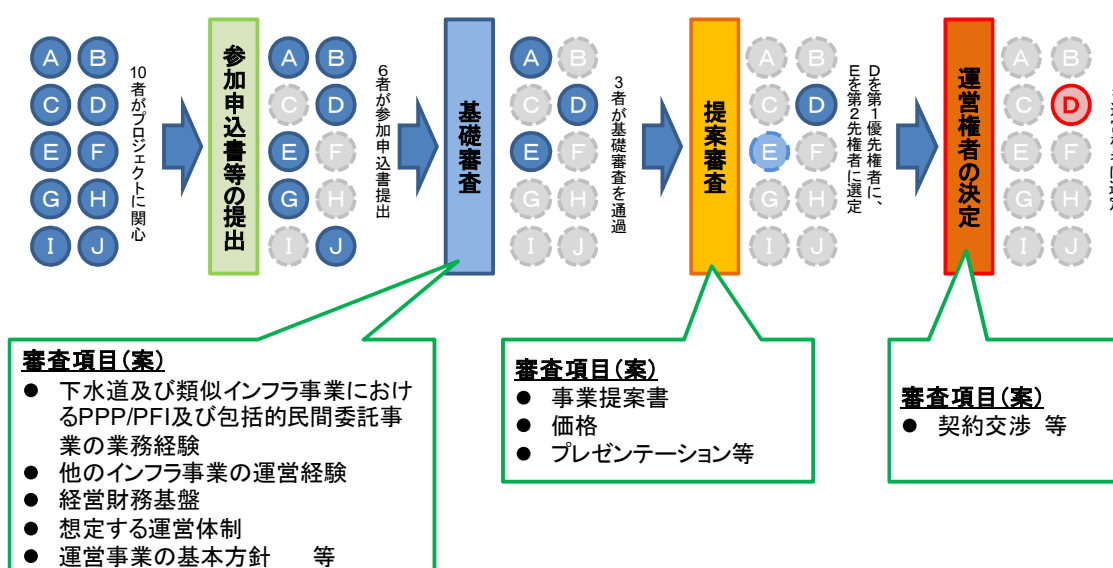 A B
C D
E F
G H
I J
10者がプロジェクトに関心
参加申込書等の提出
A B
C D
E F
G H
I J
6者が参加申込書提出
基礎審査
A B
C D
E F
G H
I J
3者が基礎審査を通過
提案審査
A B
C D
E F
G H
I J
Dを第1優先権者に、
Eを第2先権者に選定
運営権者の決定
A B
C D
E F
G H
I J
審査項目(案)
● 下水道及び類似インフラ事業におけ
るPPP/PFI及び包括的民間委託事
業の業務経験
● 他のインフラ事業の運営経験
● 経営財務基盤
● 想定する運営体制
● 運営事業の基本方針 等
審査項目(案)
● 事業提案書
● 価格
● プレゼンテーション等
審査項目(案)
● 契約交渉 等